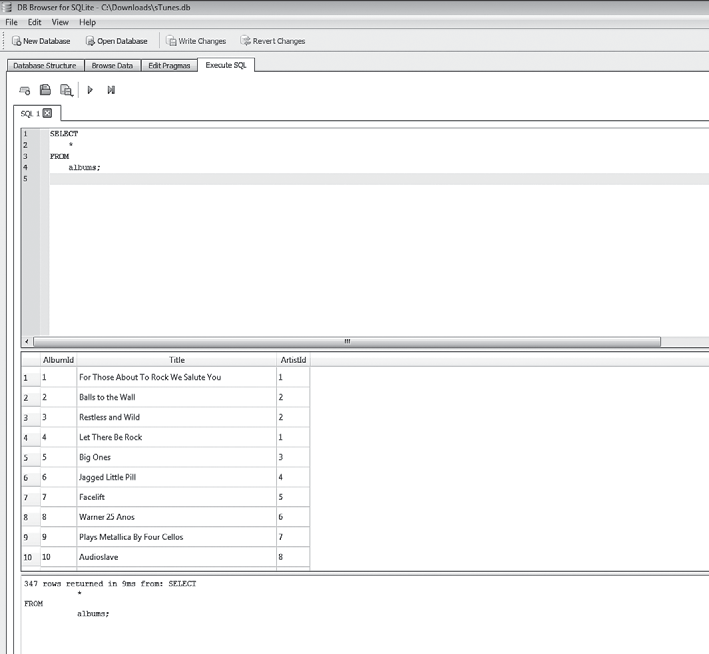 DB Browser for SQLite - C:\Downloads\sTunes.db
File Edit View Help
New Database Open Database Write Changes Revert Changes
Database Structure Browse Data Edit Pragmas Execute SQL
SQL 1
1 SELECT
2 *
3 FROM
4 albums;
5
AlbumId Title ArtistId
1 1 For Those About To Rock We Salute You 1
2 2 Balls to the Wall 2
3 3 Restless and Wild 2
4 4 Let There Be Rock 1
5 5 Big Ones 3
6 6 Jagged Little Pill 4
7 7 Facelift 5
8 8 Warner 25 Anos 6
9 9 Plays Metallica By Four Cellos 7
10 10 Audioslave 8
347 rows returned in 9ms from: SELECT
*
FROM
albums;